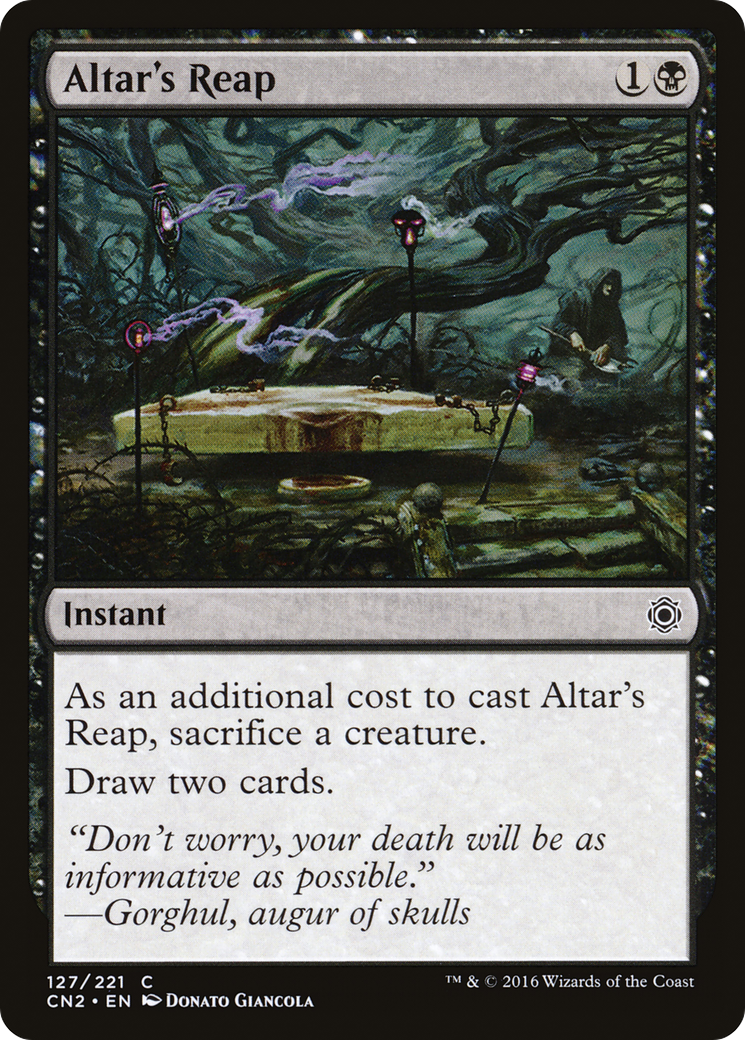 Altar's Reap 1
Instant
As an additional cost to cast Altar's
Reap, sacrifice a creature.
Draw two cards.
“Don't worry, your death will be as
informative as possible.”
—Gorghul, augur of skulls
127/221 C
CN2 • EN Donato Giancola
™ & © 2016 Wizards of the Coast